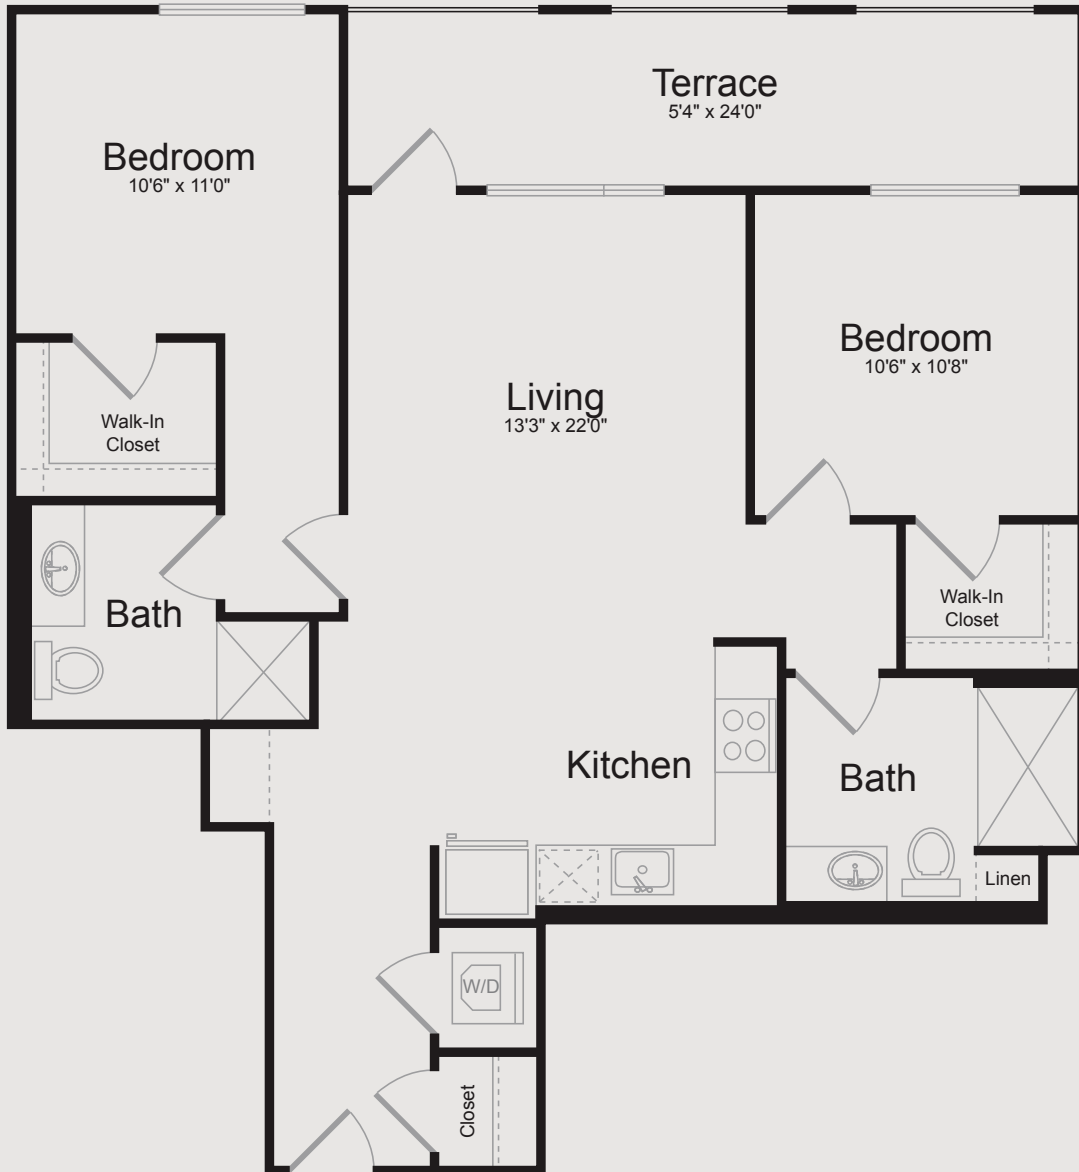 Terrace
5'4" x 24'0"
Bedroom
10'6" x 11'0"
Bedroom
10'6" x 10'8"
Living
13'3" x 22'0"
Walk-In
Closet
Walk-In
Closet
Bath
Kitchen
Bath
Linen
W/D
Closet